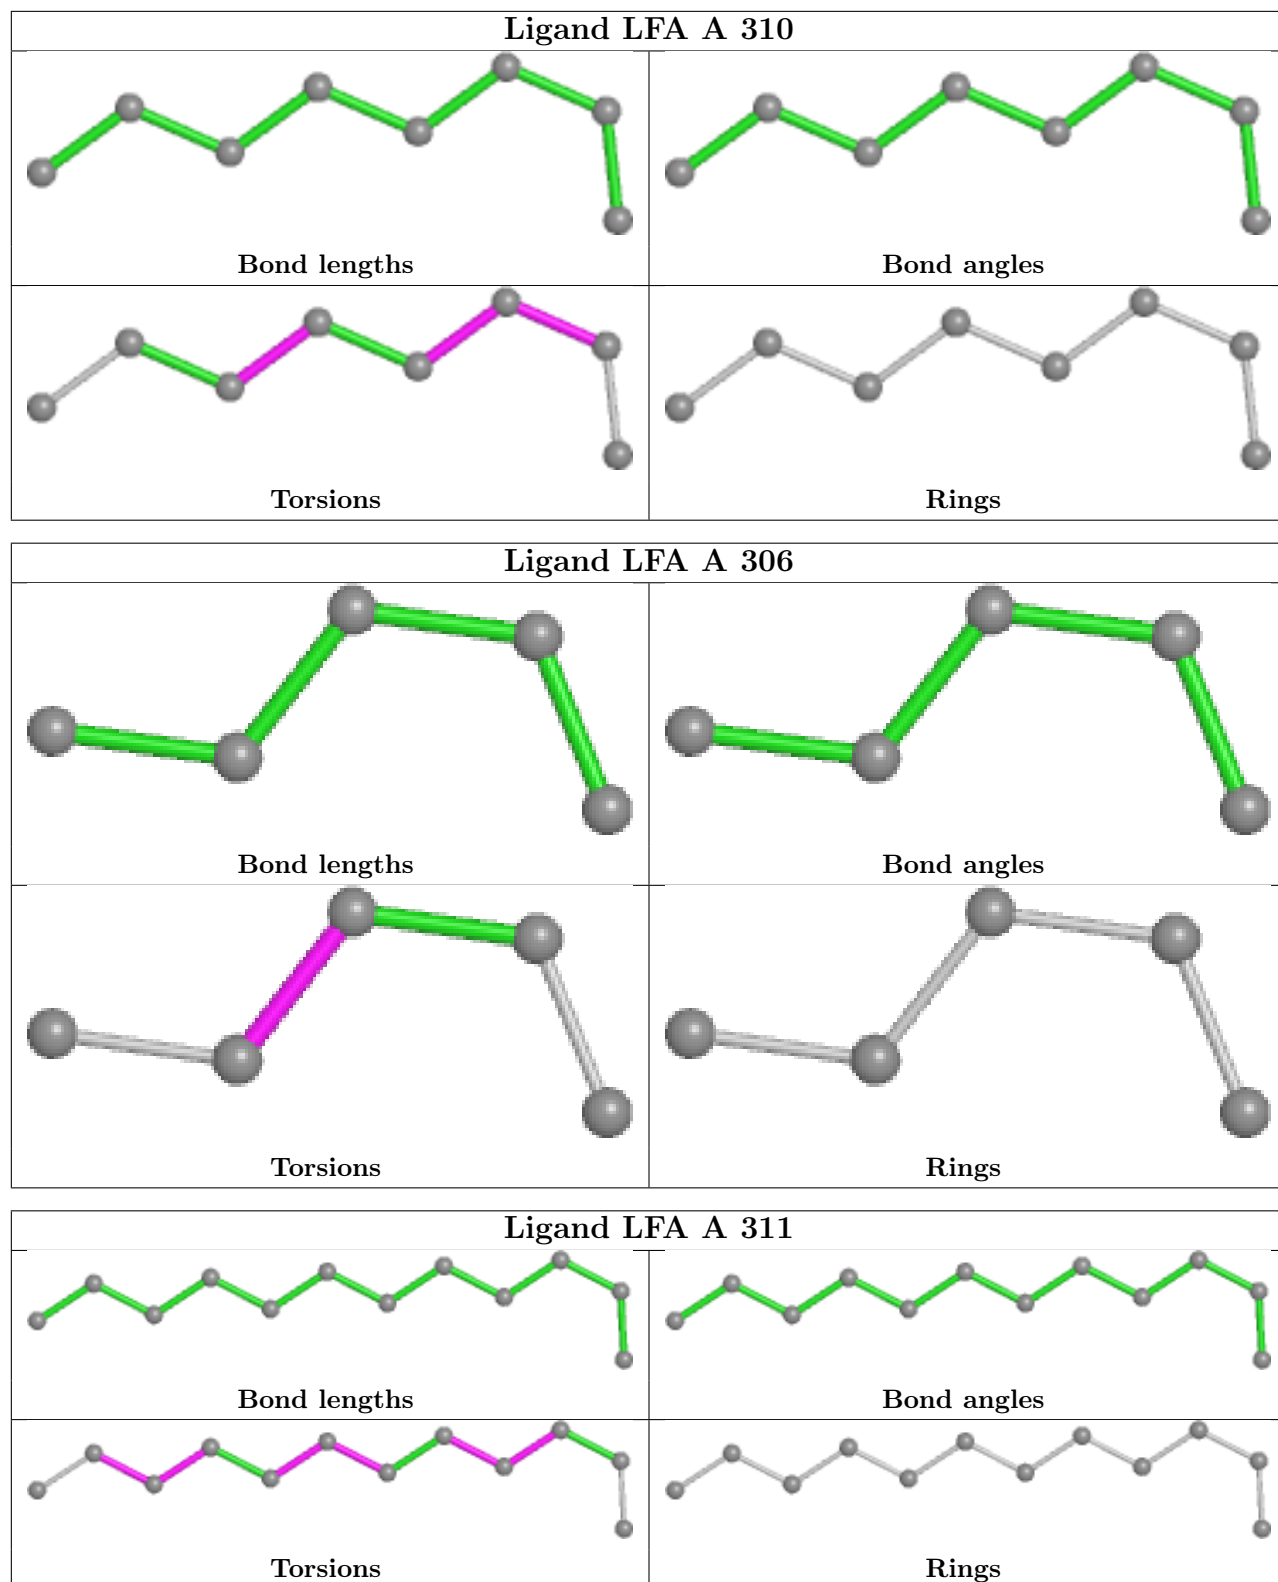 Ligand LFA A 310
Bond lengths
Bond angles
Torsions
Rings
Ligand LFA A 306
Bond lengths
Bond angles
Torsions
Rings
Ligand LFA A 311
Bond lengths
Bond angles
Torsions
Rings